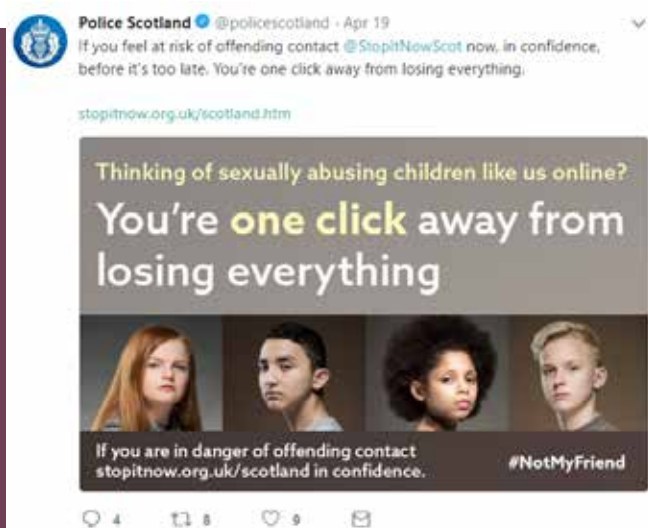 Police Scotland @policescotland · Apr 19
If you feel at risk of offending contact @StopItNowScot now, in confidence,
before it's too late. You're one click away from losing everything.
stopitnow.org.uk/scotland.htm
Thinking of sexually abusing children like us online?
You're one click away from
losing everything
If you are in danger of offending contact
stopitnow.org.uk/scotland in confidence.
#NotMyFriend
4 8 9